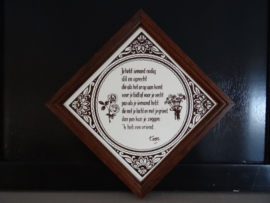 Je hebt iemand nodig
stil en oprecht
die als het erop aan komt
voor je bidt of voor je vecht
pas als je iemand hebt
die met je lacht en met je grient
dan pas kun je zeggen
'k heb een vriend